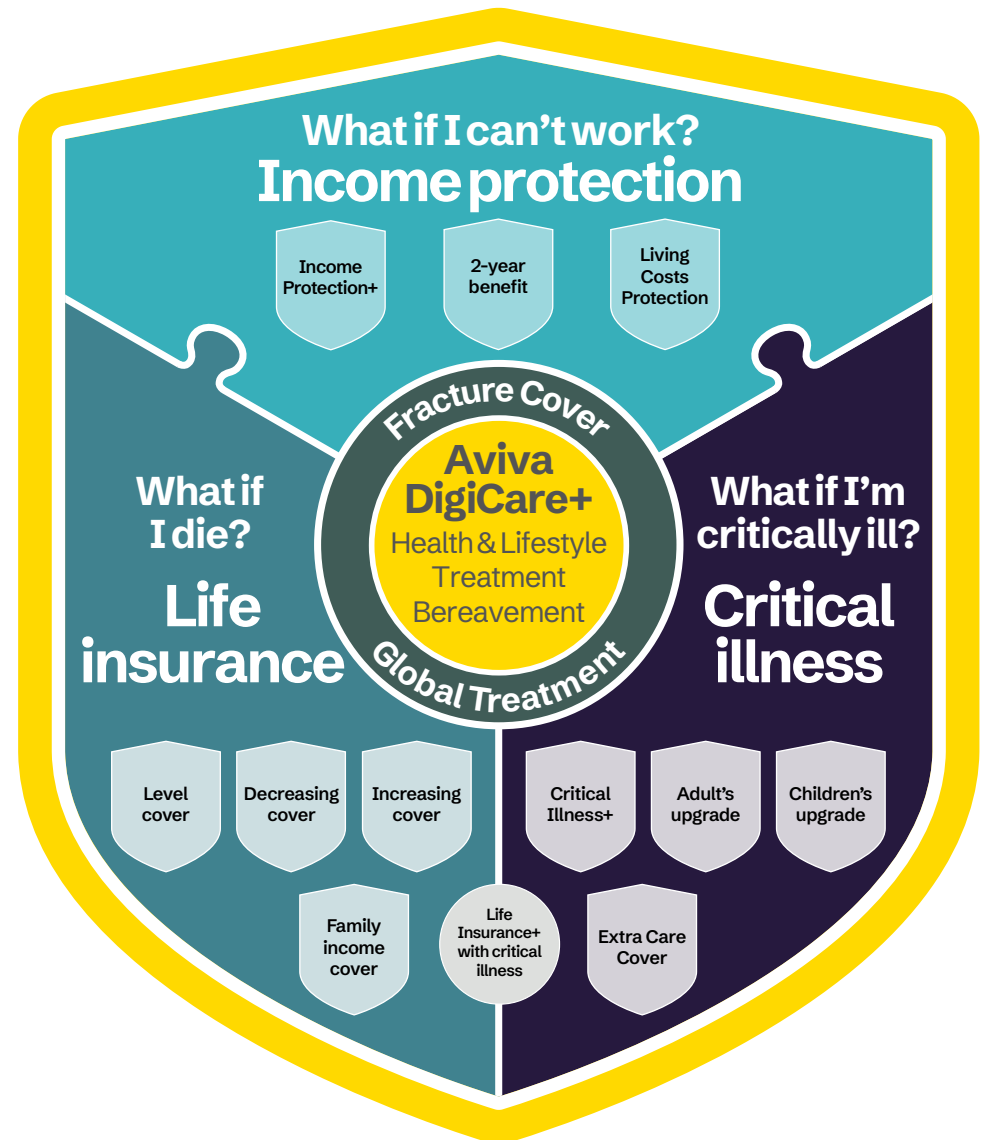 What if I can't work?
Income protection
Income
Protection+
2-year
benefit
Living
Costs
Protection
Fracture Cover
Aviva
DigiCare+
Health & Lifestyle
Treatment
Bereavement
Global Treatment
What if
I die?
Life
insurance
What if I'm
critically ill?
Critical
illness
Level
cover
Decreasing
cover
Increasing
cover
Critical
Illness+
Adult's
upgrade
Children's
upgrade
Family
income
cover
Life
Insurance+
with critical
illness
Extra Care
Cover